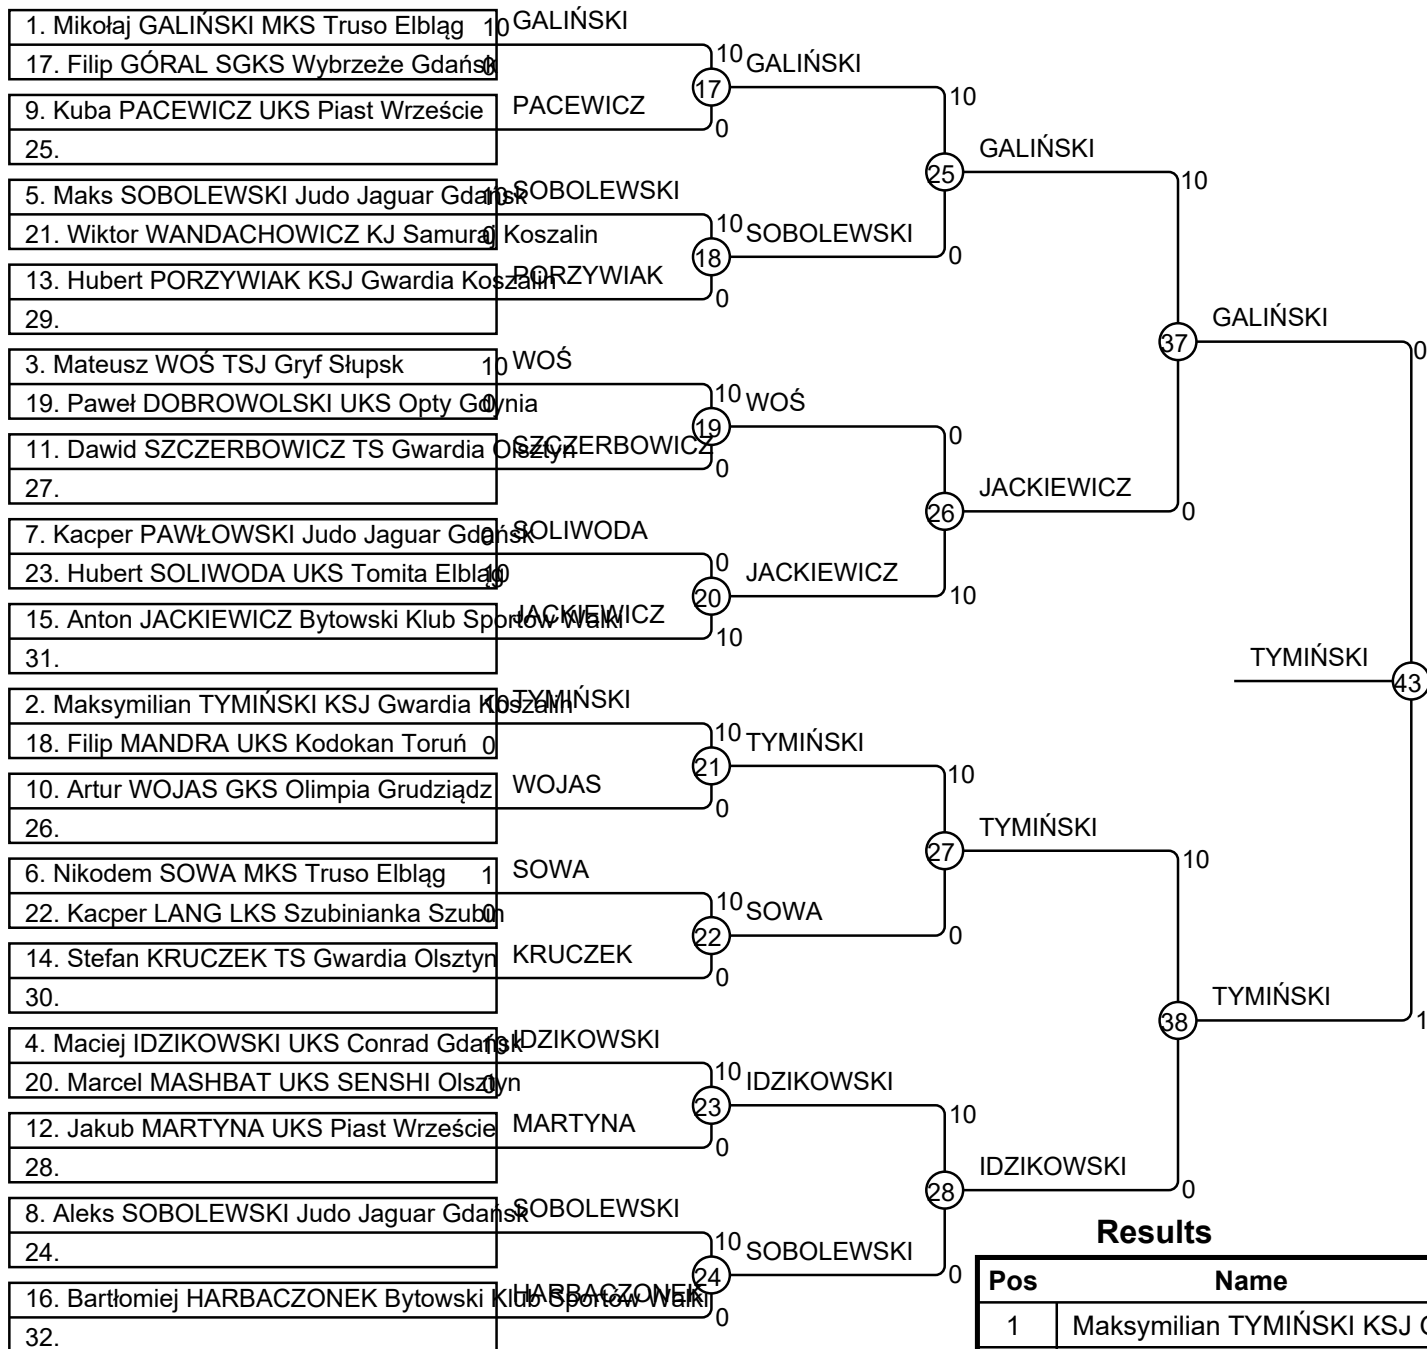 1. Mikołaj GALIŃSKI MKS Truso Elbląg 10
17. Filip GÓRAL SGKS Wybrzeże Gdańsk 0
9. Kuba PACEWICZ UKS Piast Wrzeście
25.
5. Maks SOBOLEWSKI Judo Jaguar Gdańsk 10
21. Wiktor WANDACHOWICZ KJ Samuraj Koszalin 0
13. Hubert PORZYWIAK KSJ Gwardia Koszalin
29.
3. Mateusz WOŚ TSJ Gryf Słupsk 10
19. Paweł DOBROWOLSKI UKS Opty Gdynia 0
11. Dawid SZCZERBOWICZ TS Gwardia Olsztyn
27.
7. Kacper PAWŁOWSKI Judo Jaguar Gdańsk 0
23. Hubert SOLIWODA UKS Tomita Elbląg 10
15. Anton JACKIEWICZ Bytowski Klub Sportów Walki
31.
2. Maksymilian TYMIŃSKI KSJ Gwardia Koszalin 10
18. Filip MANDRA UKS Kodokan Toruń 0
10. Artur WOJAS GKS Olimpia Grudziądz
26.
6. Nikodem SOWA MKS Truso Elbląg 1
22. Kacper LANG LKS Szubinianka Szubin 0
14. Stefan KRUCZEK TS Gwardia Olsztyn
30.
4. Maciej IDZIKOWSKI UKS Conrad Gdańsk 10
20. Marcel MASHBAT UKS SENSHI Olsztyn 0
12. Jakub MARTYNA UKS Piast Wrzeście
28.
8. Aleks SOBOLEWSKI Judo Jaguar Gdańsk
24.
16. Bartłomiej HARBACZONEK Bytowski Klub Sportów Walki
32.
GALIŃSKI
10
17
PACEWICZ
0
SOBOLEWSKI
10
18
PORZYWIAK
0
WOŚ
10
19
SZCZERBOWICZ
0
SOLIWODA
0
20
JACKIEWICZ
10
TYMIŃSKI
10
21
WOJAS
0
SOWA
10
22
KRUCZEK
0
IDZIKOWSKI
10
23
MARTYNA
0
SOBOLEWSKI
10
24
HARBACZONEK
0
GALIŃSKI
10
25
SOBOLEWSKI
0
WOŚ
0
26
JACKIEWICZ
10
TYMIŃSKI
10
27
SOWA
0
IDZIKOWSKI
10
28
SOBOLEWSKI
0
GALIŃSKI
10
37
JACKIEWICZ
0
TYMIŃSKI
10
38
IDZIKOWSKI
0
GALIŃSKI
0
TYMIŃSKI
43
TYMIŃSKI
1
Results
Pos Name
1 Maksymilian TYMIŃSKI KSJ